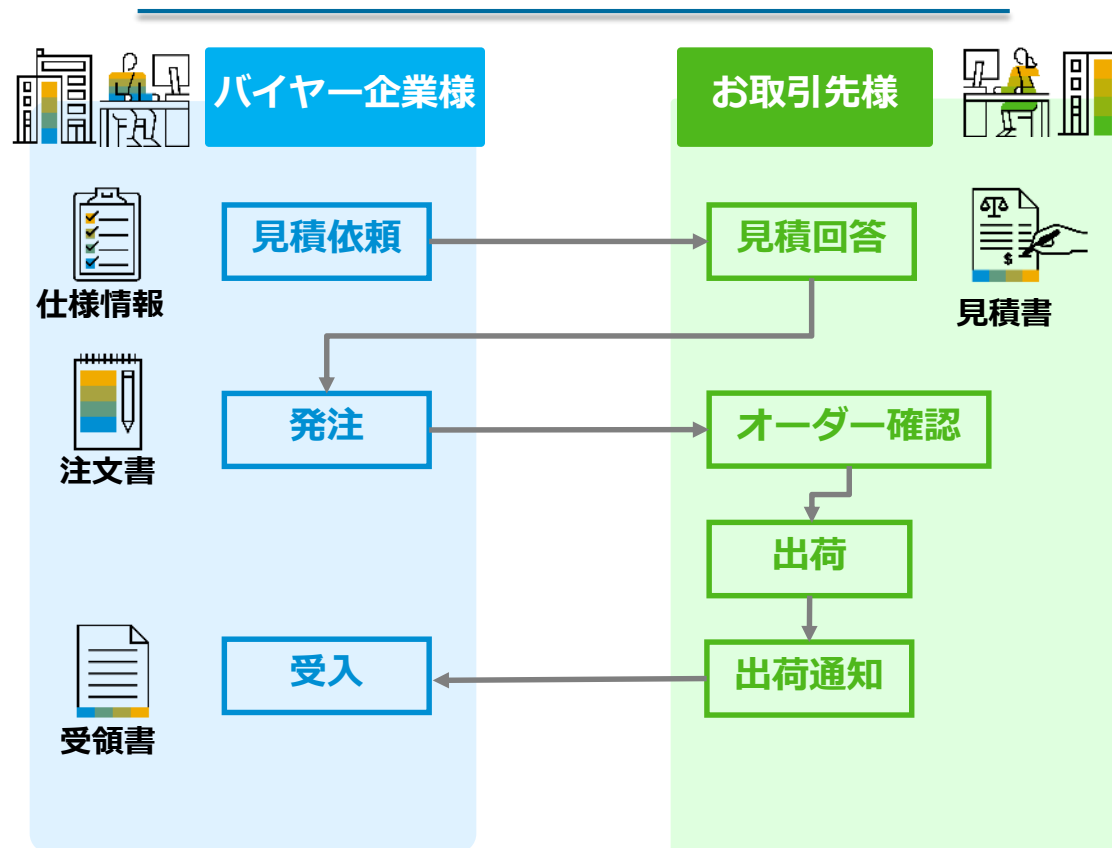 バイヤー企業様
お取引先様
見積依頼
見積回答
仕様情報
見積書
$
発注
オーダー確認
注文書
出荷
受入
出荷通知
受領書